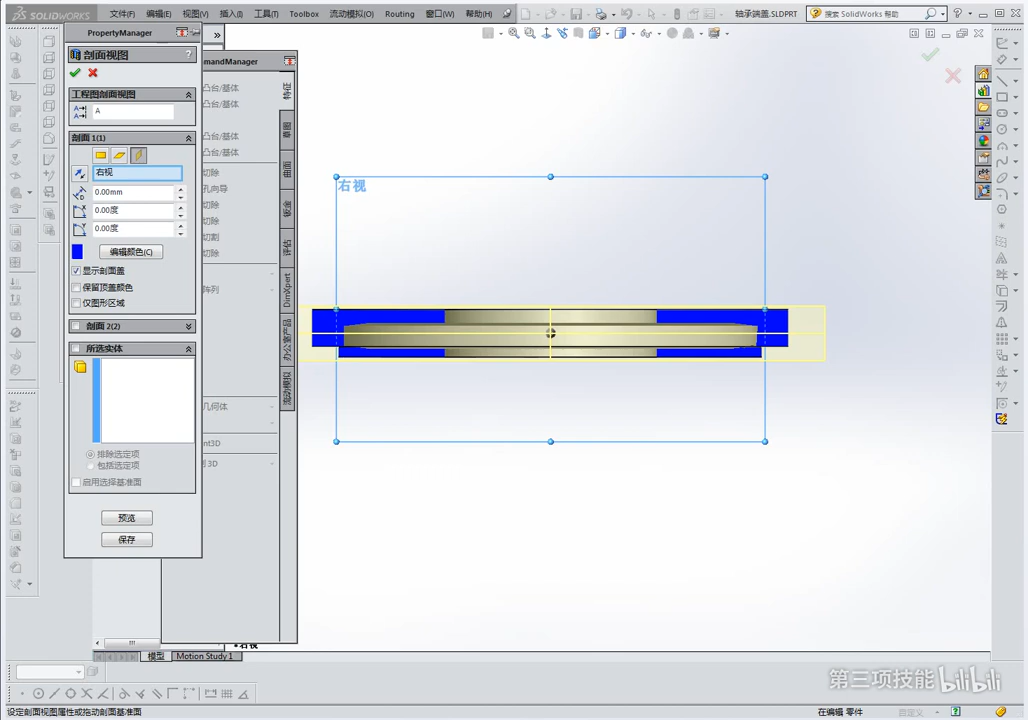 SOLIDWORKS
文件(F) 编辑(E) 视图(V) 插入(I) 工具(T) Toolbox 流动模拟(O) Routing 窗口(W) 帮助(H)
轴承端盖.SLDPRT
搜索 SolidWorks 帮助
PropertyManager
剖面视图
?
工程图剖面视图
A
剖面 1(1)
右视
0.00mm
0.00度
0.00度
编辑颜色(C)
显示剖面盖
保留顶盖颜色
仅图形区域
剖面 2(2)
所选实体
排除选定项
包括选定项
启用选择基准面
预览
保存
mmandManager
凸台/基体
凸台/基体
凸台/基体
凸台/基体
切除
孔向导
切除
切除
切割
切除
阵列
几何体
nt3D
3D
特征
草图
曲面
钣金
评估
DimXpert
办公室产品
流动模拟
右视
*右视
模型
Motion Study 1
第三项技能 bilibili
设定剖面视图属性或拖动剖面基准面
在编辑 零件
自定义